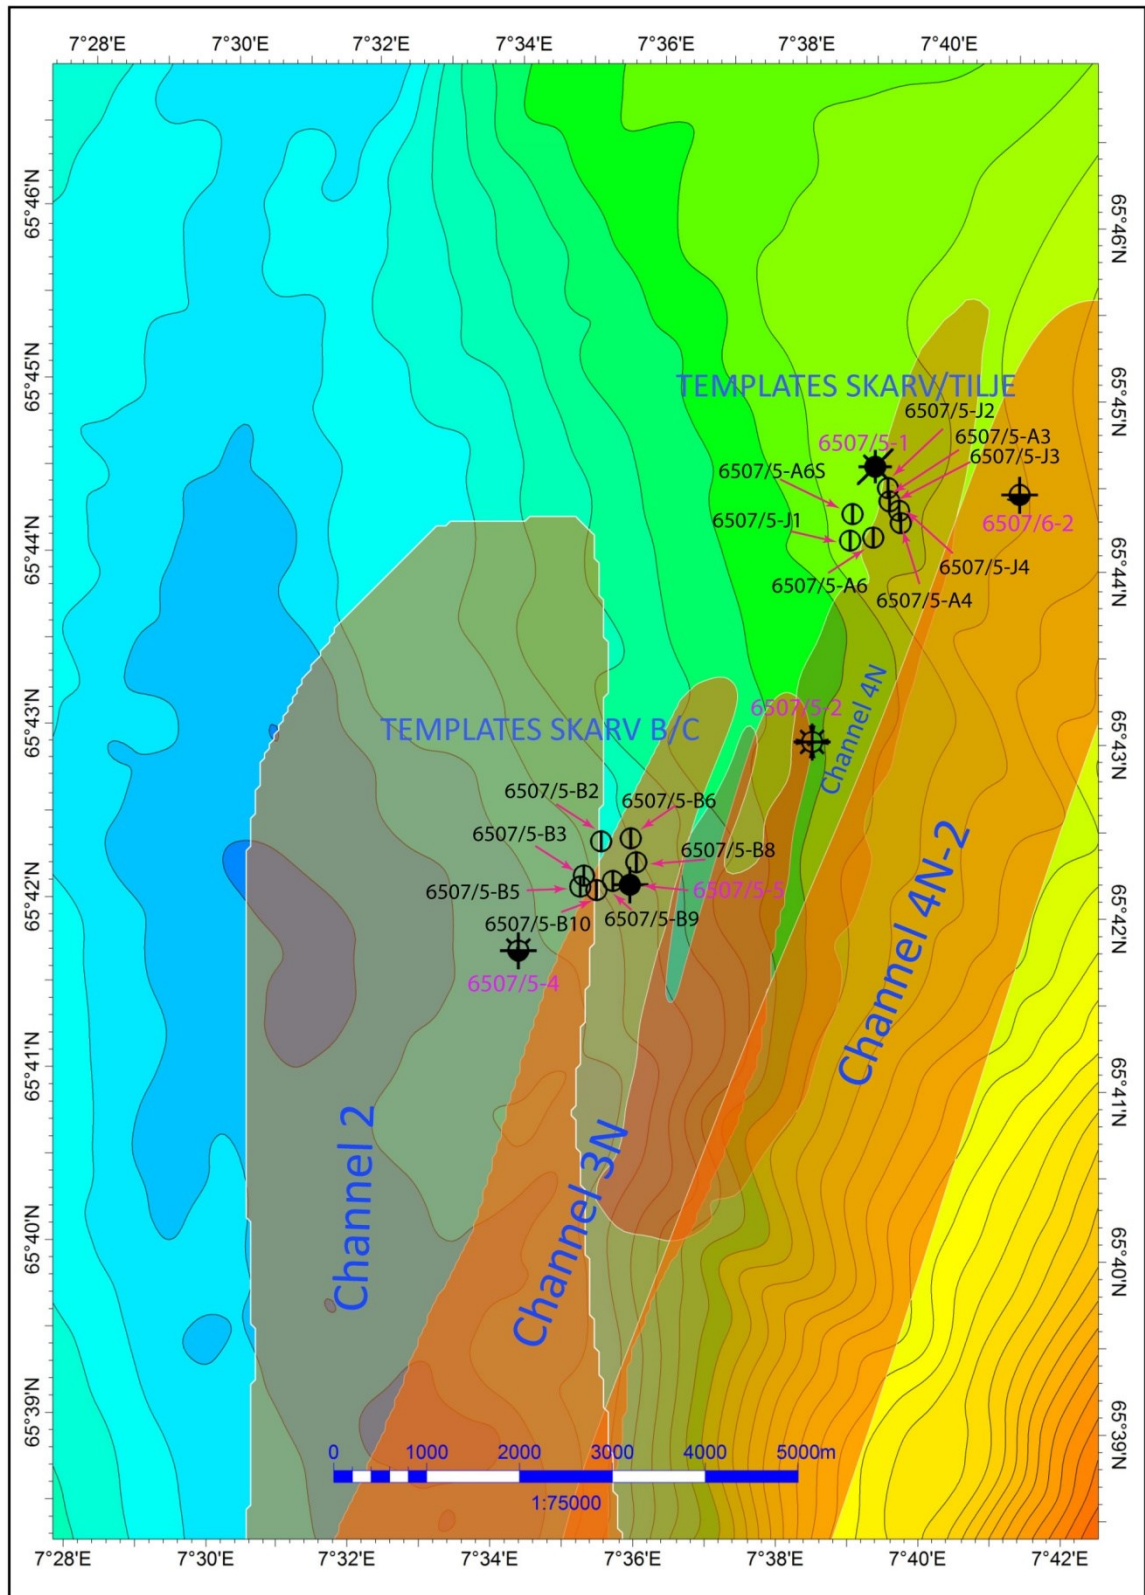 7°28'E 7°30'E 7°32'E 7°34'E 7°36'E 7°38'E 7°40'E
65°46'N
65°46'N
65°45'N
TEMPLATES SKARV/TILJE
65°45'N
6507/5-J2
6507/5-1
6507/5-A3
6507/5-J3
6507/5-A6S
6507/5-J1
6507/6-2
65°44'N
6507/5-J4
65°44'N
6507/5-A6
6507/5-A4
65°43'N
6507/5-2
TEMPLATES SKARV B/C
Channel 4N
65°43'N
6507/5-B2
6507/5-B6
6507/5-B3
6507/5-B8
6507/5-B5
6507/5-5
65°42'N
6507/5-B10
6507/5-B9
65°42'N
6507/5-4
Channel 4N-2
65°41'N
65°41'N
Channel 2
Channel 3N
65°40'N
65°40'N
65°39'N
65°39'N
0 1000 2000 3000 4000 5000m
1:75000
7°28'E 7°30'E 7°32'E 7°34'E 7°36'E 7°38'E 7°40'E 7°42'E